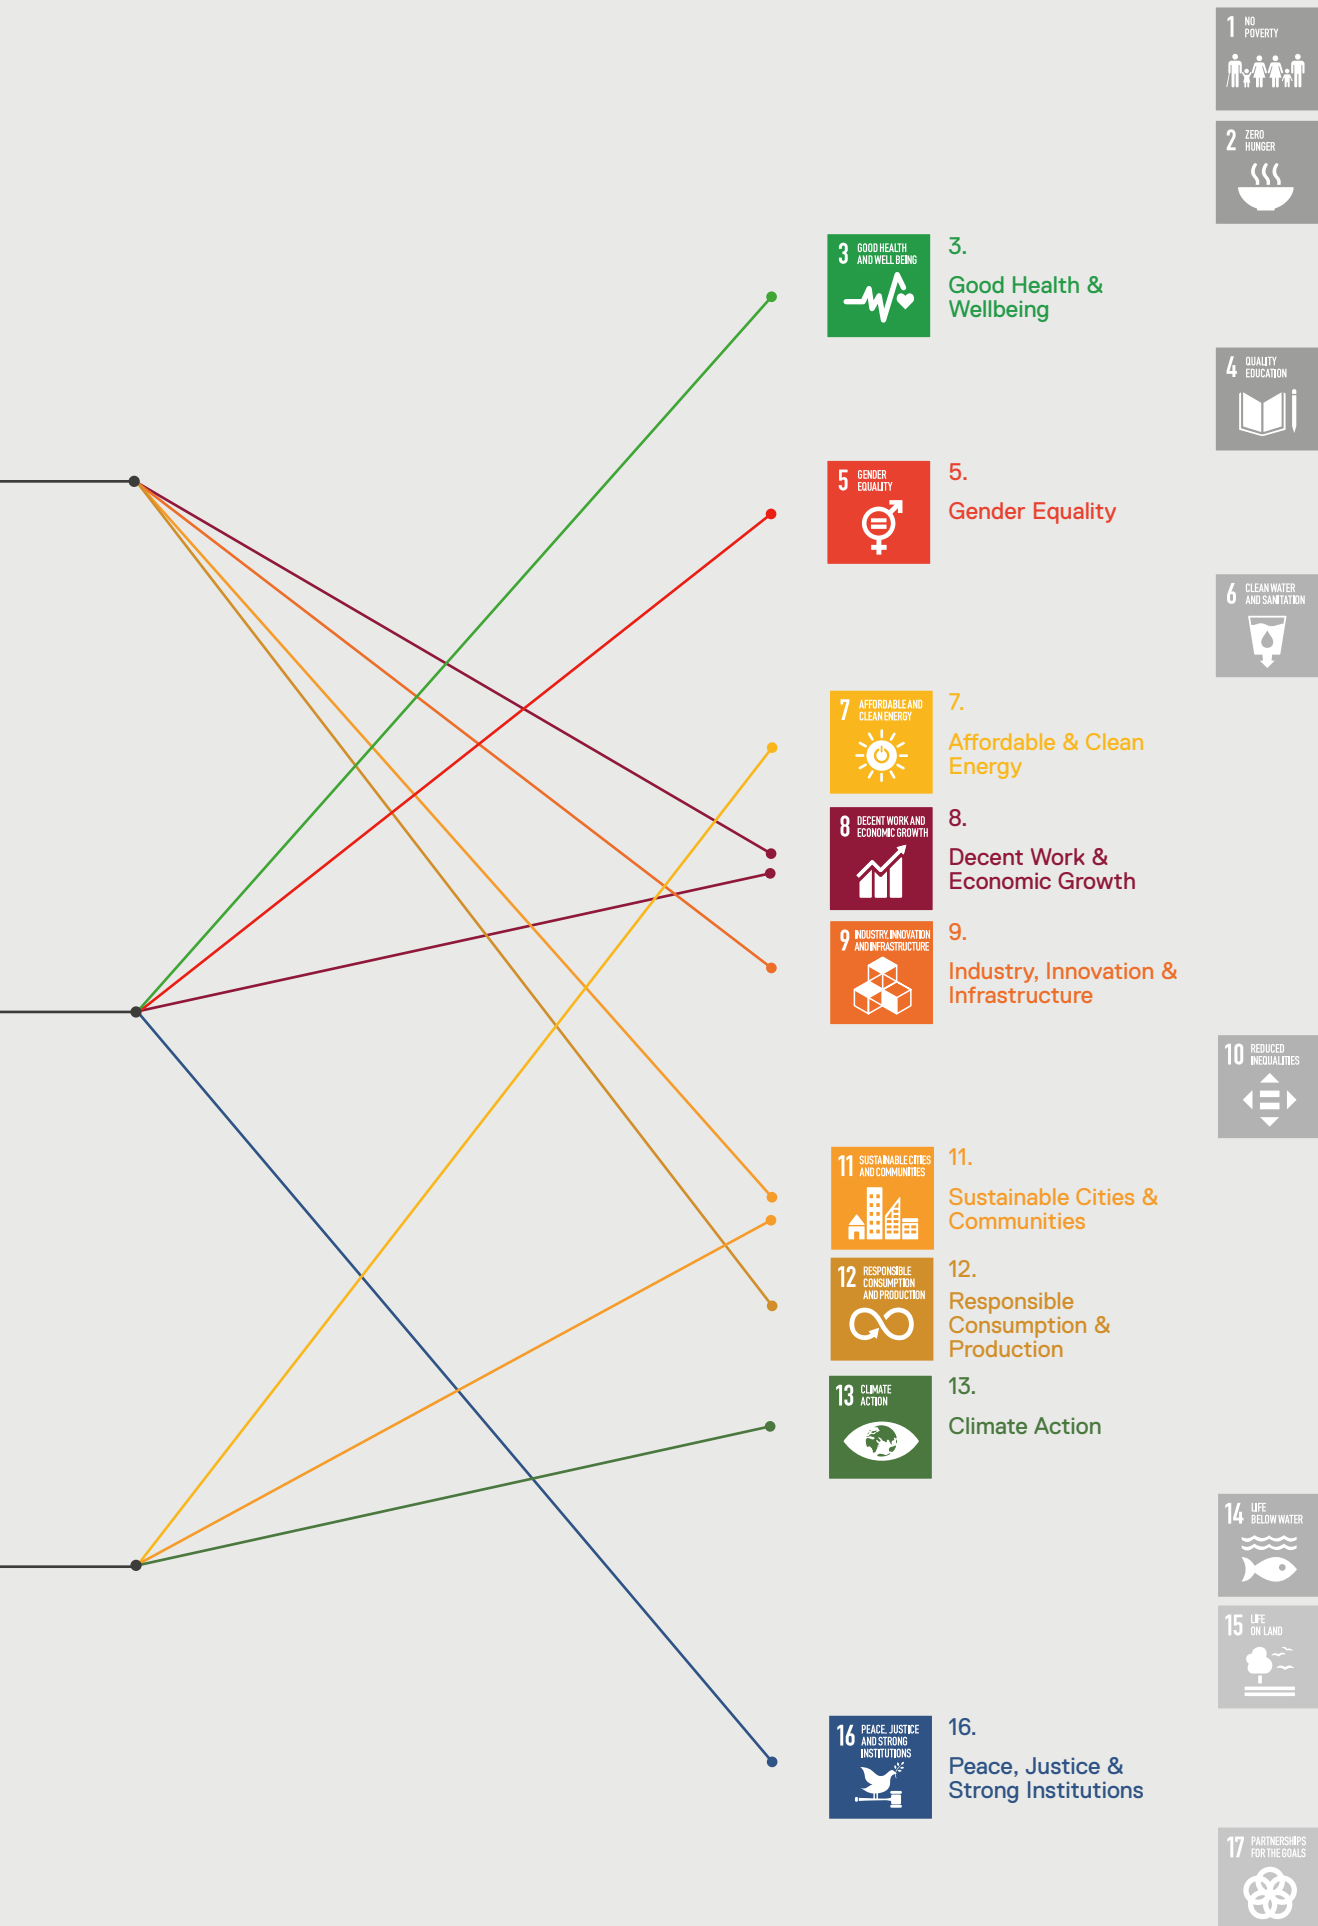 1 NO
POVERTY
2 ZERO
HUNGER
3 GOOD HEALTH
AND WELL BEING
3.
Good Health &
Wellbeing
4 QUALITY
EDUCATION
5 GENDER
EQUALITY
5.
Gender Equality
6 CLEAN WATER
AND SANITATION
7 AFFORDABLE AND
CLEAN ENERGY
7.
Affordable & Clean
Energy
8 DECENT WORK AND
ECONOMIC GROWTH
8.
Decent Work &
Economic Growth
9 INDUSTRY, INNOVATION
AND INFRASTRUCTURE
9.
Industry, Innovation &
Infrastructure
10 REDUCED
INEQUALITIES
11 SUSTAINABLE CITIES
AND COMMUNITIES
11.
Sustainable Cities &
Communities
12 RESPONSIBLE
CONSUMPTION
AND PRODUCTION
12.
Responsible
Consumption &
Production
13 CLIMATE
ACTION
13.
Climate Action
14 LIFE
BELOW WATER
15 LIFE
ON LAND
16 PEACE, JUSTICE
AND STRONG
INSTITUTIONS
16.
Peace, Justice &
Strong Institutions
17 PARTNERSHIPS
FOR THE GOALS